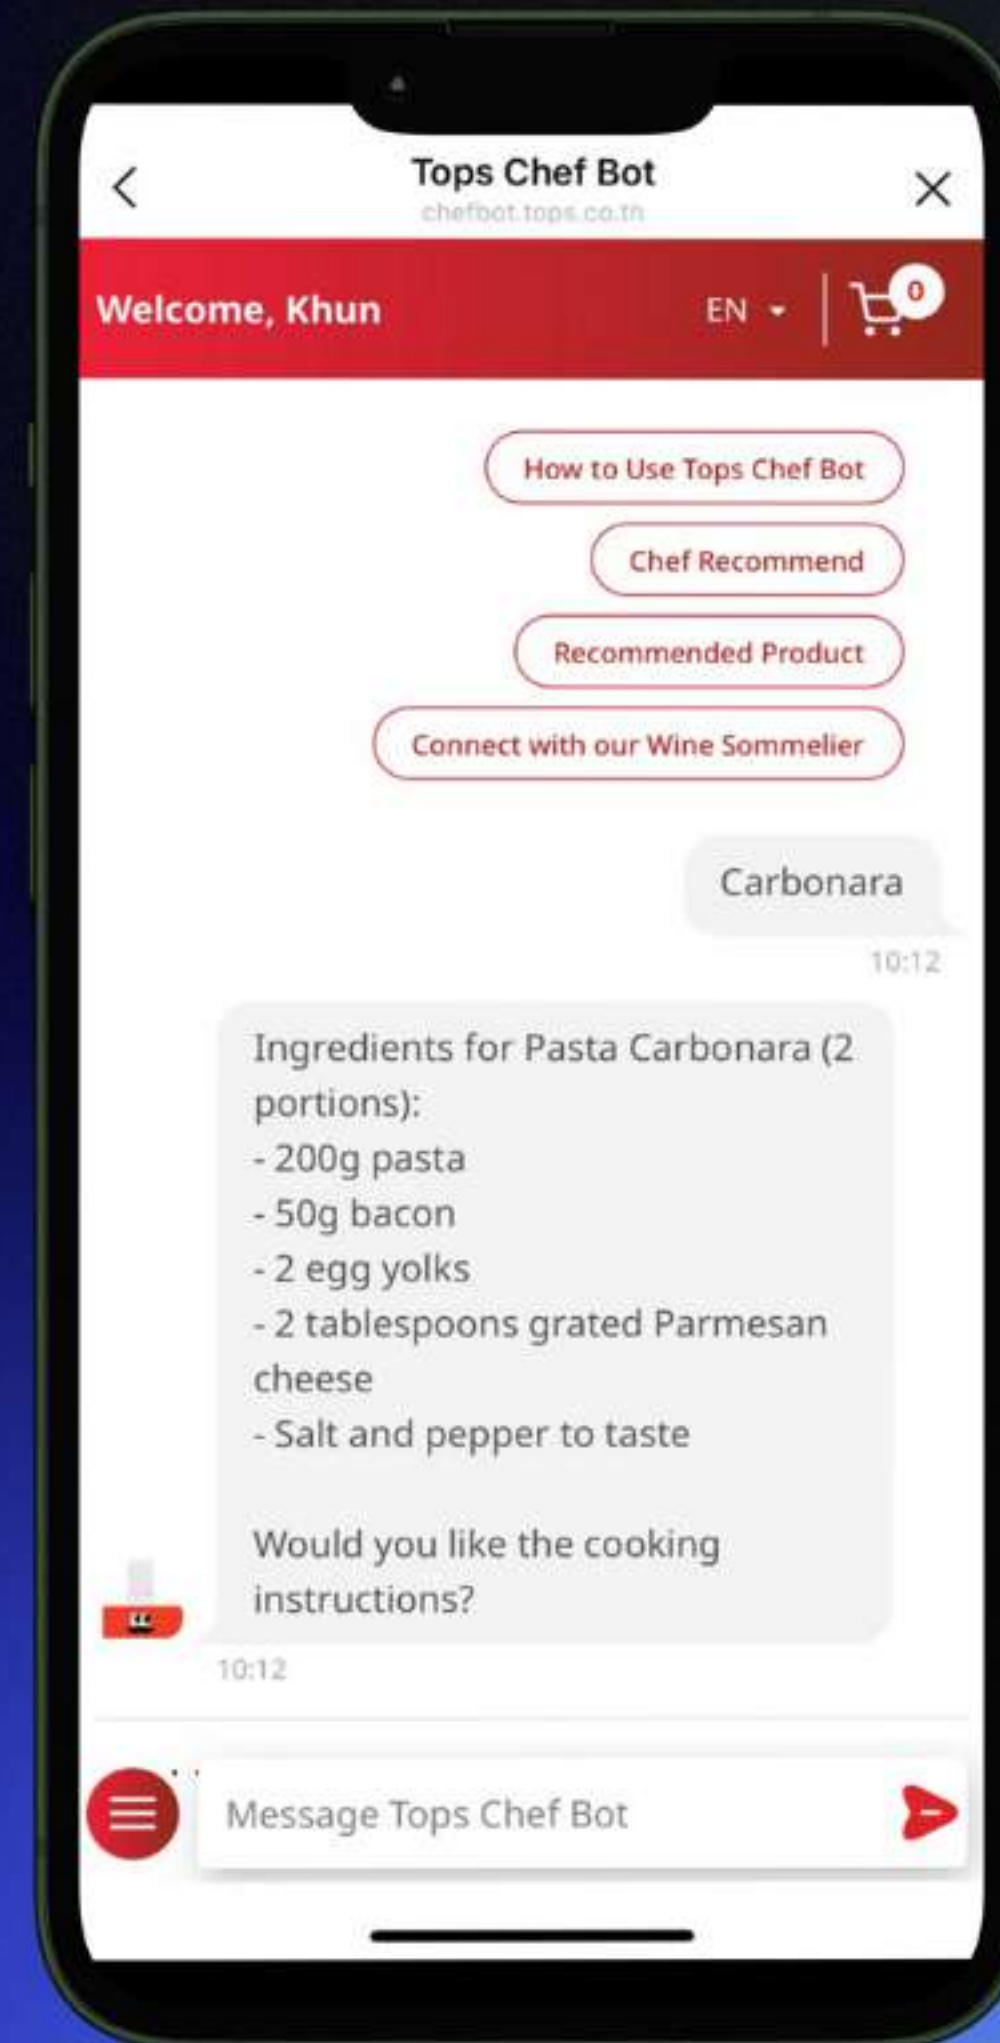 Tops Chef Bot
chefbot.tops.co.th
Welcome, Khun
EN
0
How to Use Tops Chef Bot
Chef Recommend
Recommended Product
Connect with our Wine Sommelier
Carbonara
10:12
Ingredients for Pasta Carbonara (2
portions):
- 200g pasta
- 50g bacon
- 2 egg yolks
- 2 tablespoons grated Parmesan
cheese
- Salt and pepper to taste
Would you like the cooking
instructions?
10:12
Message Tops Chef Bot